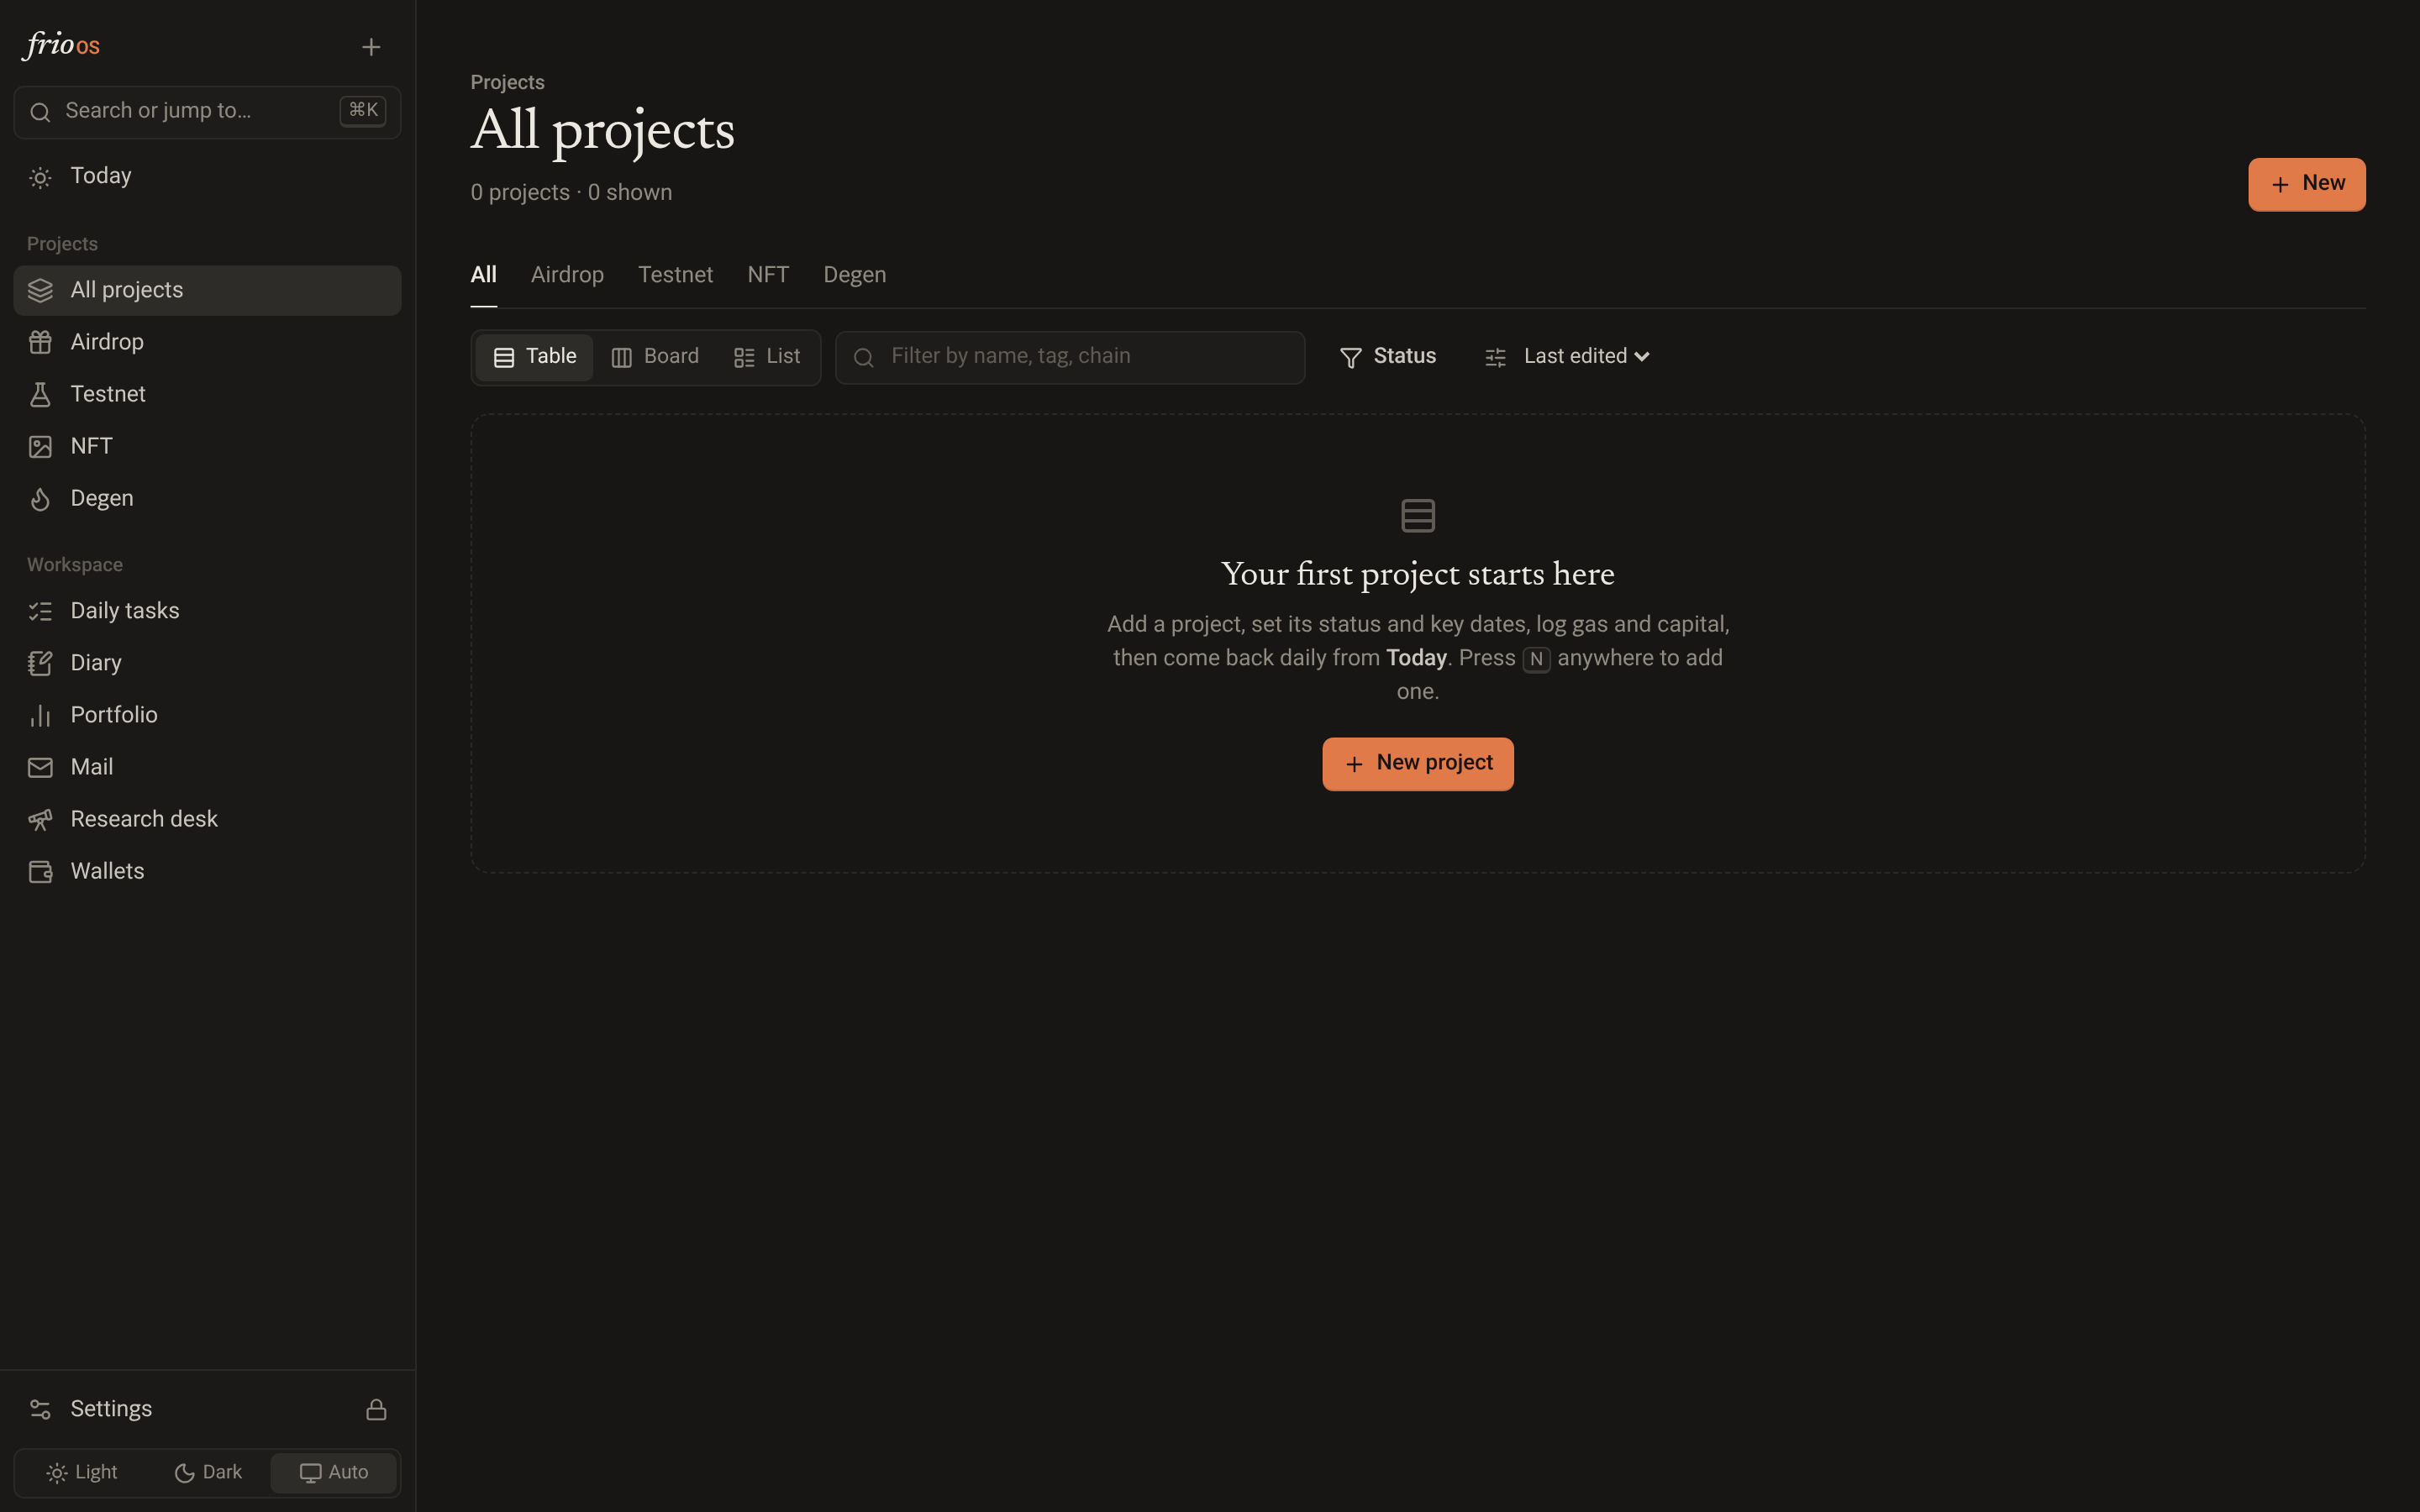 frio os
Search or jump to... ⌘K
Today
Projects
All projects
Airdrop
Testnet
NFT
Degen
Workspace
Daily tasks
Diary
Portfolio
Mail
Research desk
Wallets
Settings
Light Dark Auto
Projects
All projects
0 projects · 0 shown
+ New
All Airdrop Testnet NFT Degen
Table Board List Filter by name, tag, chain Status Last edited
Your first project starts here
Add a project, set its status and key dates, log gas and capital,
then come back daily from Today. Press N anywhere to add
one.
+ New project